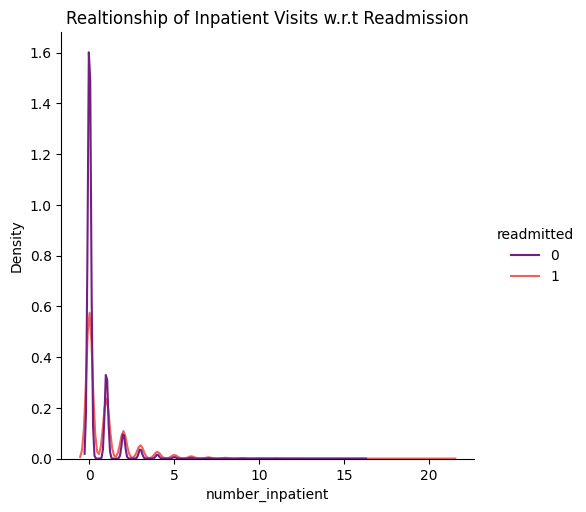 Realtionship of Inpatient Visits w.r.t Readmission
1.6
1.4
1.2
1.0
0.8
0.6
0.4
0.2
0.0
Density
0 5 10 15 20
number_inpatient
readmitted
0
1